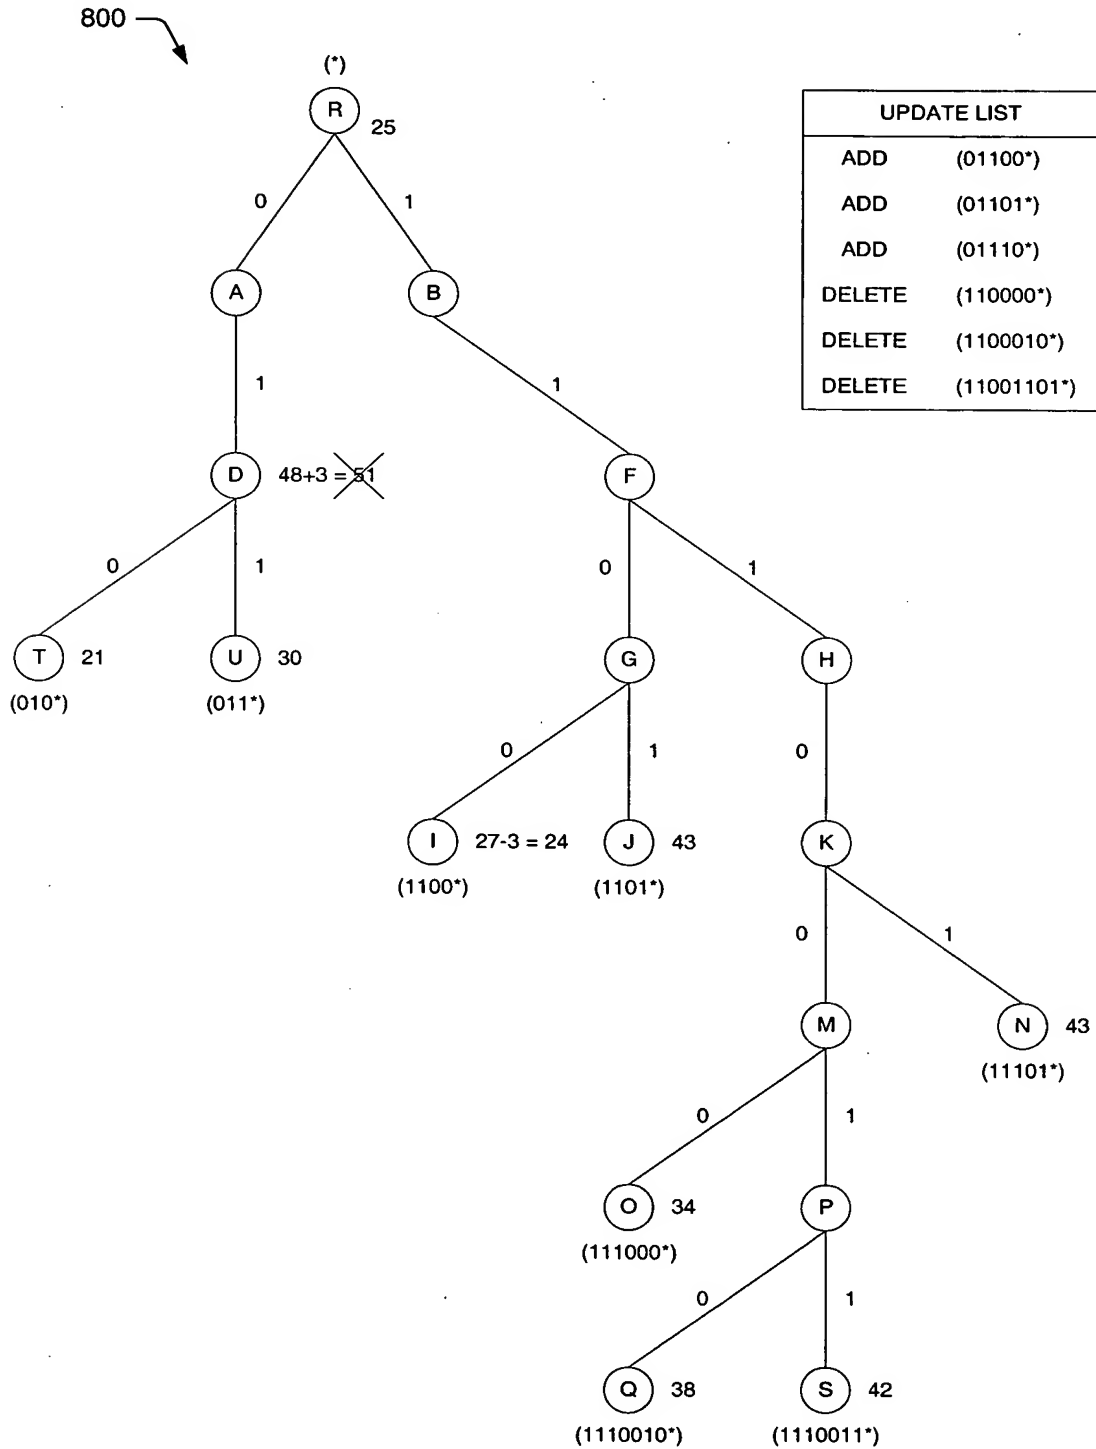 800
(*)
R
25
UPDATE LIST
ADD (01100*)
ADD (01101*)
ADD (01110*)
DELETE (110000*)
DELETE (1100010*)
DELETE (11001101*)
0 1
A B
1 1
D 48+3 = 51 F
0 1 0 1
T 21 U 30 G H
(010*) (011*)
0 1 0
I 27-3 = 24 J 43 K
(1100*) (1101*)
0 1
M N 43
(11101*)
0 1
O 34 P
(111000*)
0 1
Q 38 S 42
(1110010*) (1110011*)